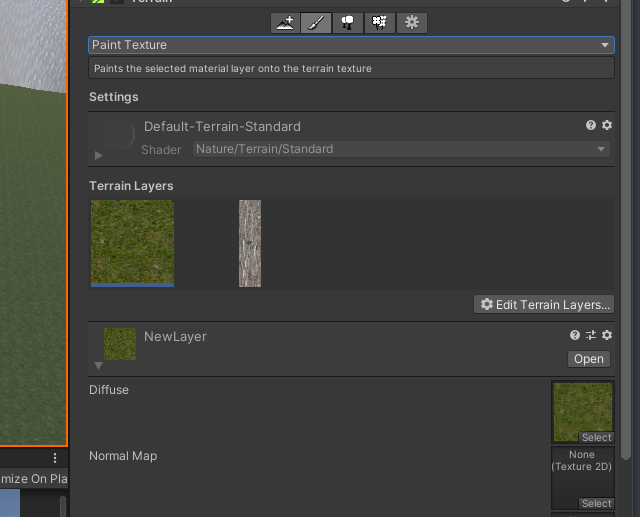 Terrain
Paint Texture
Paints the selected material layer onto the terrain texture
Settings
Default-Terrain-Standard
Shader Nature/Terrain/Standard
Terrain Layers
Edit Terrain Layers...
NewLayer
Open
Diffuse
Select
Normal Map
None
(Texture 2D)
Select
mize On Pla